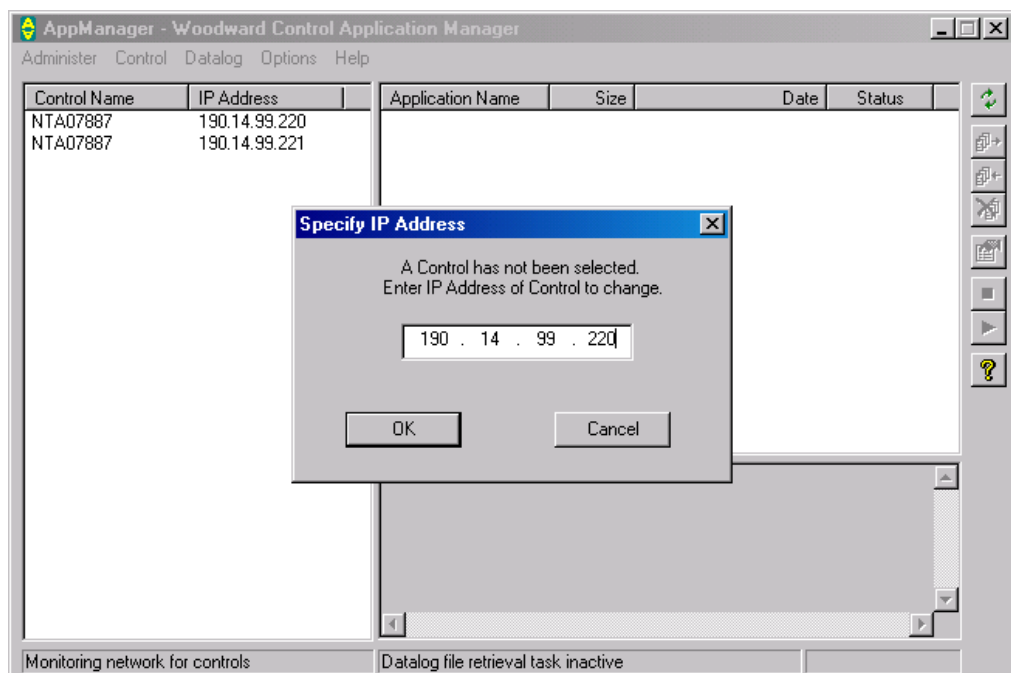 AppManager - Woodward Control Application Manager
Administer Control Datalog Options Help
Control Name IP Address
NTA07887 190.14.99.220
NTA07887 190.14.99.221
Application Name Size Date Status
Specify IP Address
A Control has not been selected.
Enter IP Address of Control to change.
190 . 14 . 99 . 220
OK Cancel
Monitoring network for controls Datalog file retrieval task inactive